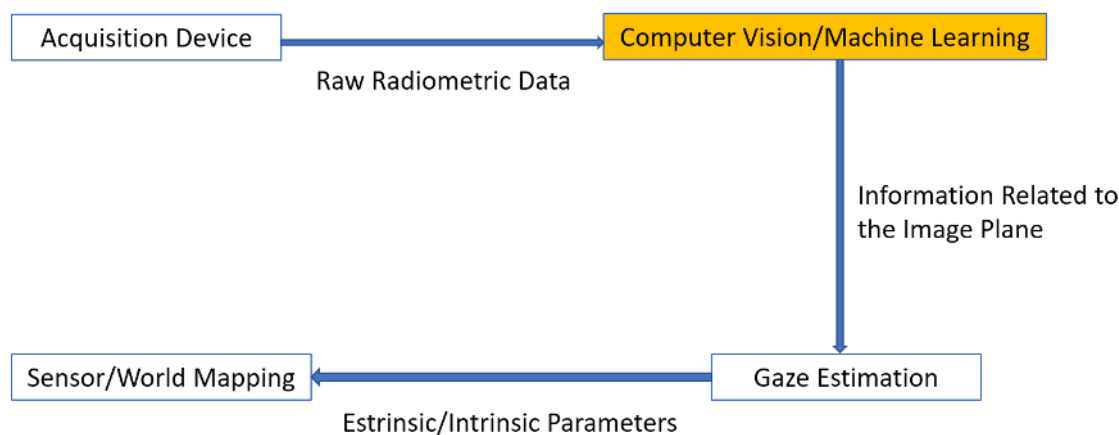 Acquisition Device
Computer Vision/Machine Learning
Raw Radiometric Data
Information Related to
the Image Plane
Sensor/World Mapping
Gaze Estimation
Estrinsic/Intrinsic Parameters